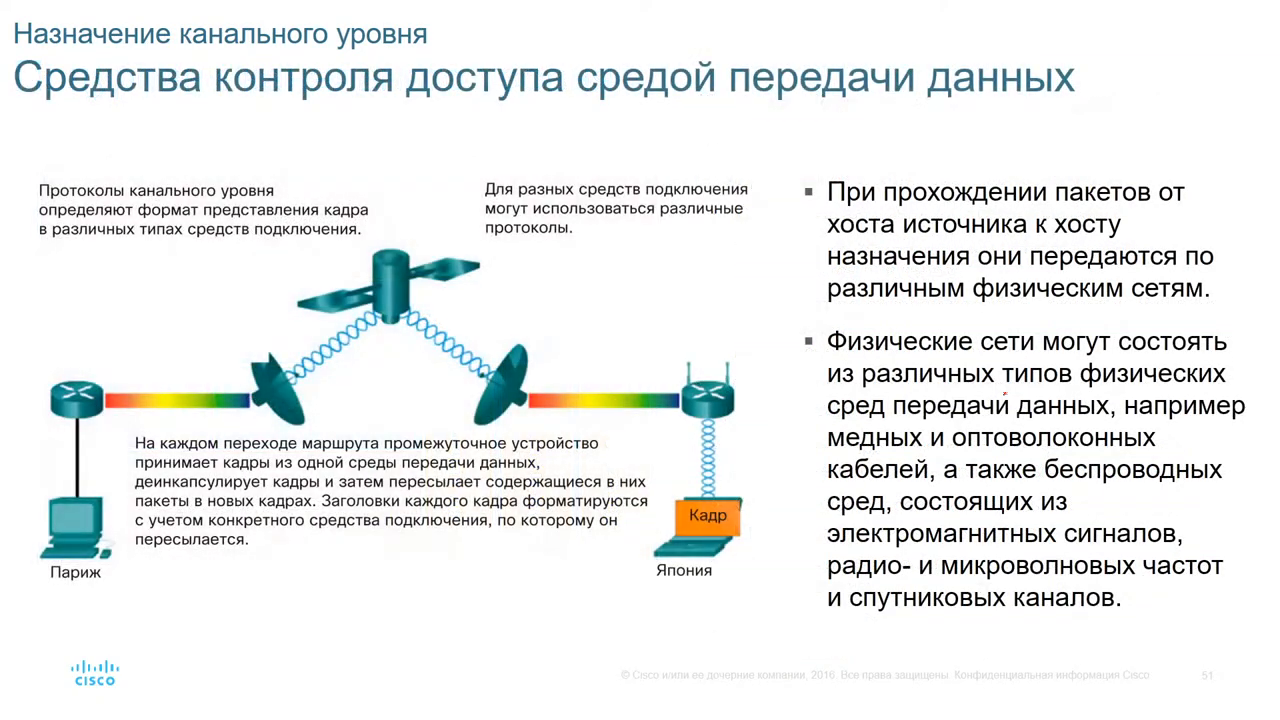 Назначение канального уровня
Средства контроля доступа средой передачи данных
Протоколы канального уровня
определяют формат представления кадра
в различных типах средств подключения.
Для разных средств подключения
могут использоваться различные
протоколы.
На каждом переходе маршрута промежуточное устройство
принимает кадры из одной среды передачи данных,
деинкапсулирует кадры и затем пересылает содержащиеся в них
пакеты в новых кадрах. Заголовки каждого кадра форматируются
с учетом конкретного средства подключения, по которому он
пересылается.
Кадр
Париж
Япония
При прохождении пакетов от
хоста источника к хосту
назначения они передаются по
различным физическим сетям.
Физические сети могут состоять
из различных типов физических
сред передачи данных, например
медных и оптоволоконных
кабелей, а также беспроводных
сред, состоящих из
электромагнитных сигналов,
радио- и микроволновых частот
и спутниковых каналов.
CISCO
© Cisco и/или ее дочерние компании, 2016. Все права защищены. Конфиденциальная информация Cisco
51